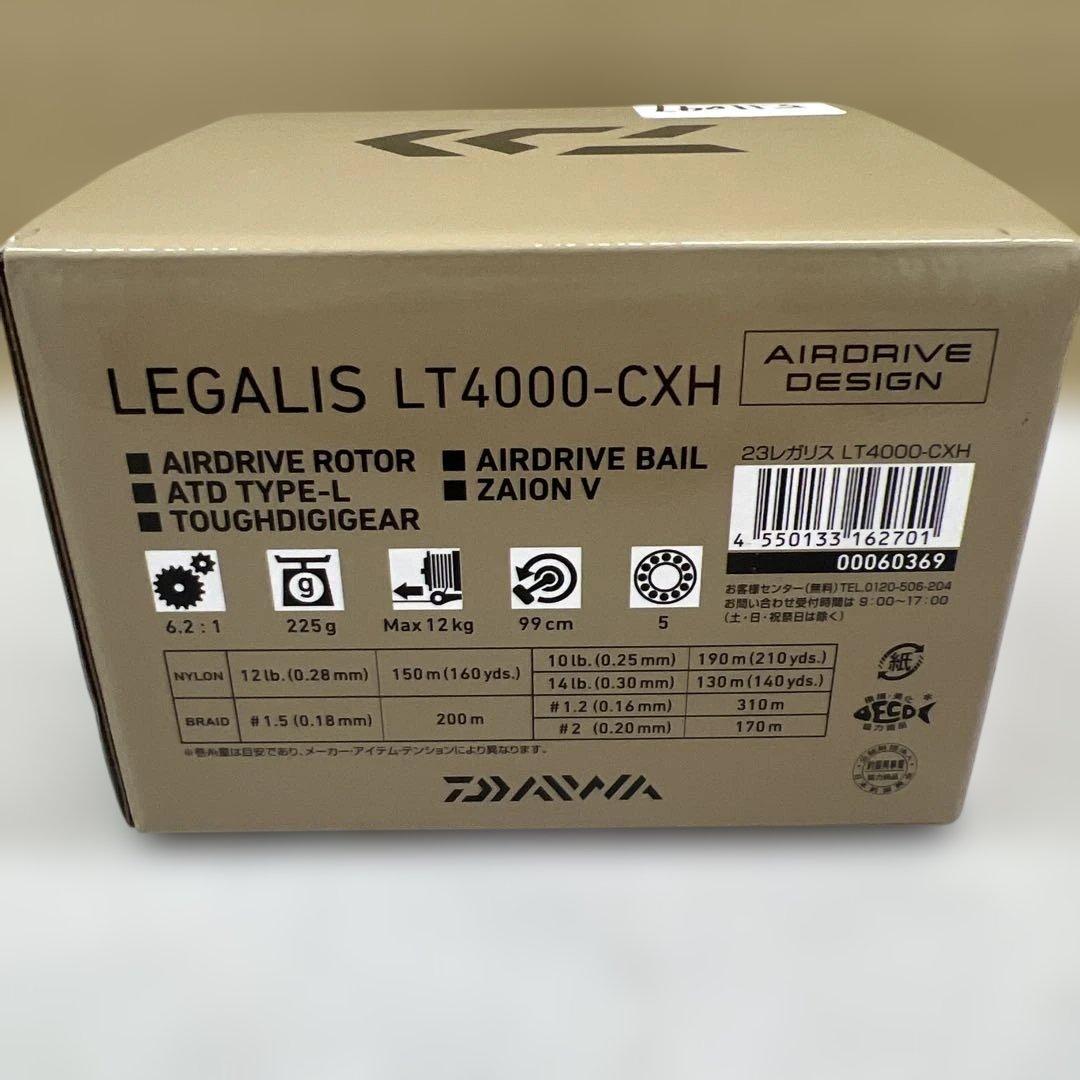 LEGALIS LT4000-CXH
AIRDRIVE
DESIGN
■ AIRDRIVE ROTOR ■ AIRDRIVE BAIL
■ ATD TYPE-L ■ ZAION V
■ TOUGHDIGIGEAR
23レガリス LT4000-CXH
4 550133 162701
00060369
お客様センター(無料)TEL.0120-506-204
お問い合わせ受付時間は 9:00~17:00
(土・日・祝祭日は除く)
g
6.2 : 1 225g Max 12kg 99cm 5
NYLON 12lb.(0.28mm) 150m(160yds.) 10lb.(0.25mm) 190m(210yds.)
14lb.(0.30mm) 130m(140yds.)
BRAID #1.5(0.18mm) 200m #1.2(0.16mm) 310m
#2 (0.20mm) 170m
※巻糸量は目安であり、メーカー・アイテム・テンションにより異なります。
紙
ECO
DAIWA